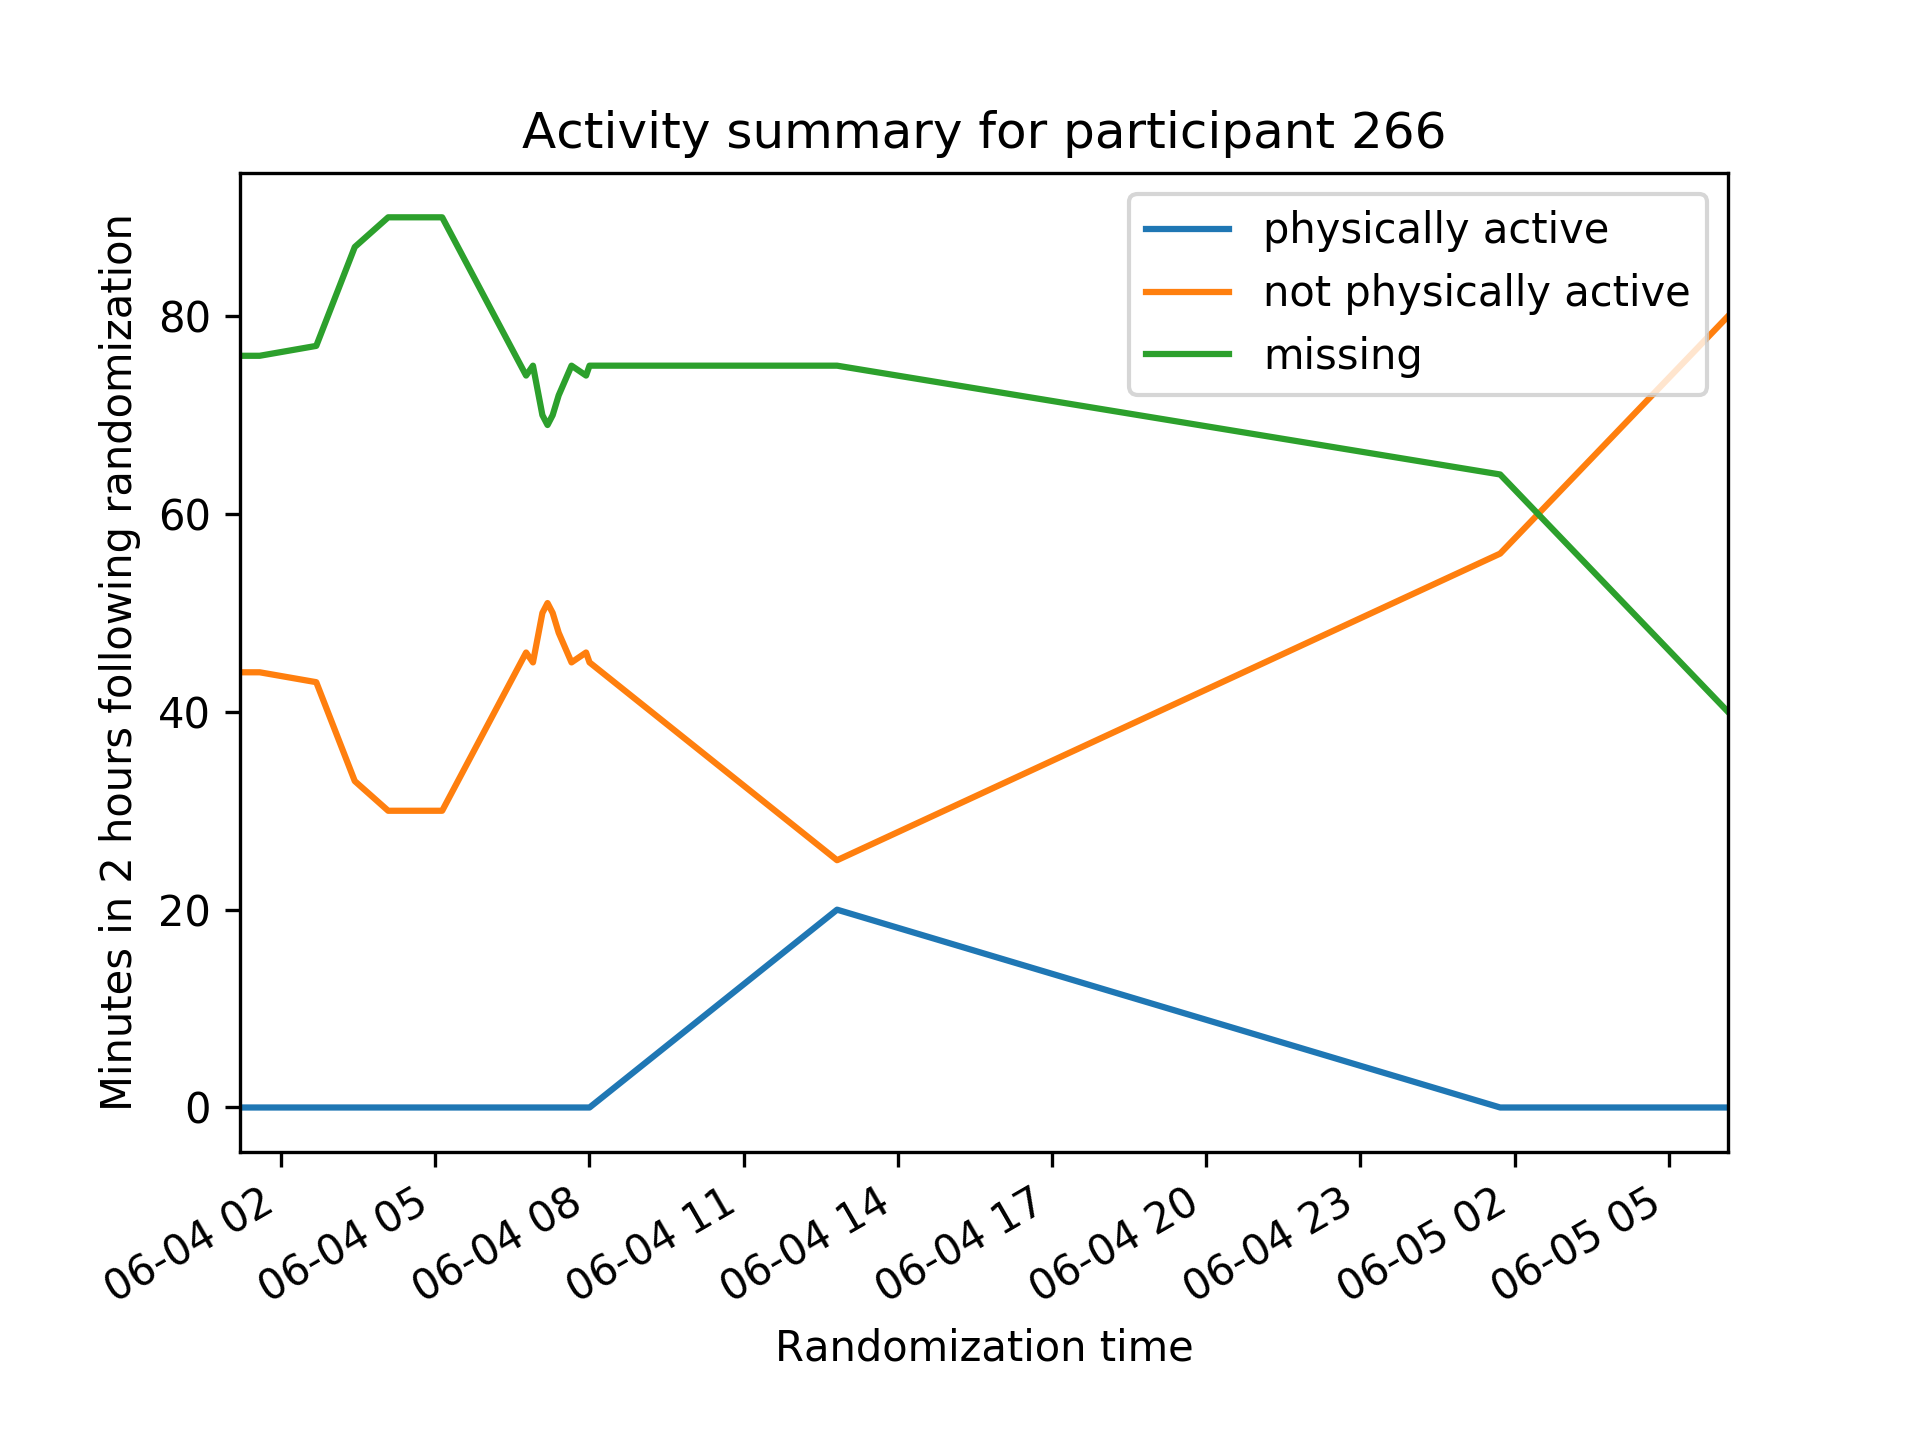 Activity summary for participant 266
physically active
not physically active
missing
Minutes in 2 hours following randomization
80
60
40
20
0
06-04 02
06-04 05
06-04 08
06-04 11
06-04 14
06-04 17
06-04 20
06-04 23
06-05 02
06-05 05
Randomization time